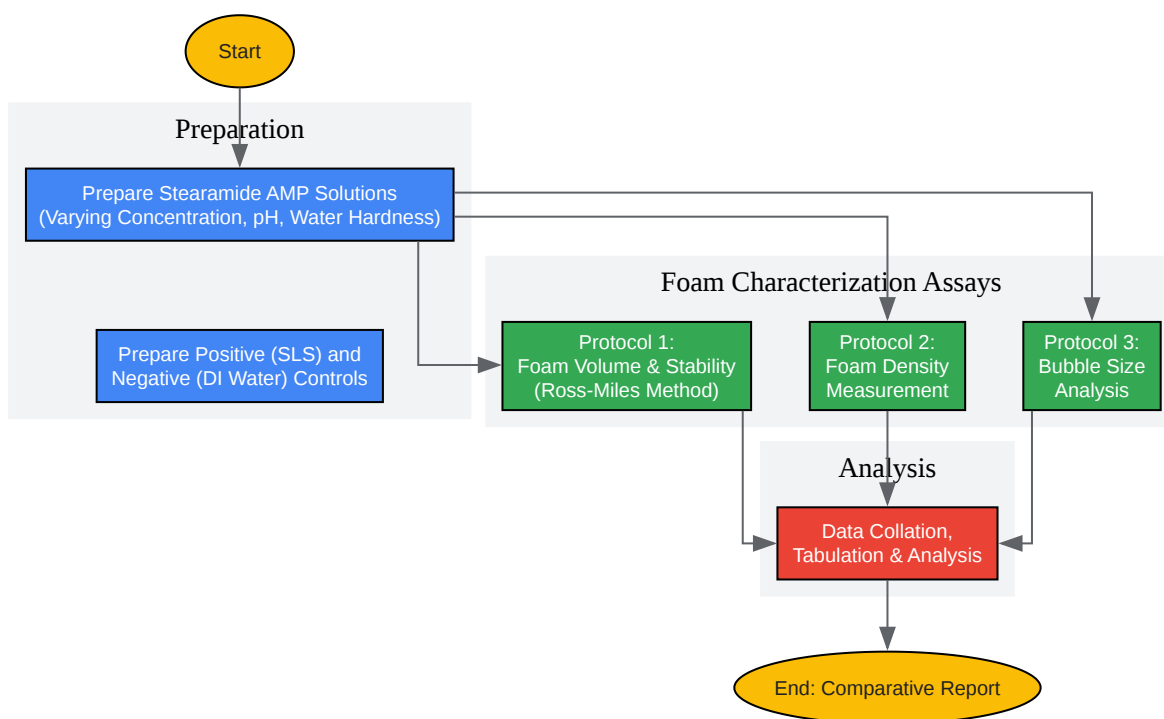 Start
Preparation
Prepare Stearamide AMP Solutions
(Varying Concentration, pH, Water Hardness)
Prepare Positive (SLS) and
Negative (DI Water) Controls
Foam Characterization Assays
Protocol 1:
Foam Volume & Stability
(Ross-Miles Method)
Protocol 2:
Foam Density
Measurement
Protocol 3:
Bubble Size
Analysis
Analysis
Data Collation,
Tabulation & Analysis
End: Comparative Report